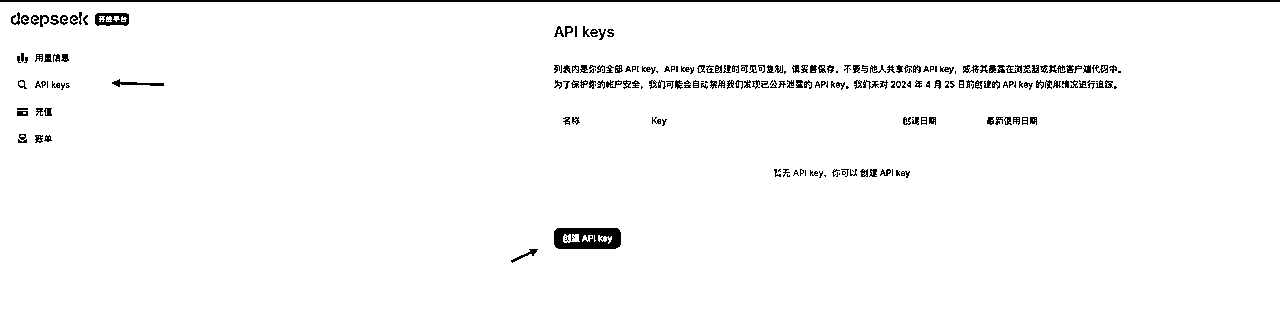 deepseek 开放平台
用量信息
API keys
充值
账单
API keys
列表内是你的全部 API key，API key 仅在创建时可见可复制，请妥善保存。不要与他人共享你的 API key，或将其暴露在浏览器或其他客户端代码中。
为了保护你的帐户安全，我们可能会自动禁用我们发现已公开泄露的 API key。我们未对 2024 年 4 月 25 日前创建的 API key 的使用情况进行追踪。
名称 Key 创建日期 最新使用日期
暂无 API key，你可以 创建 API key
创建 API key